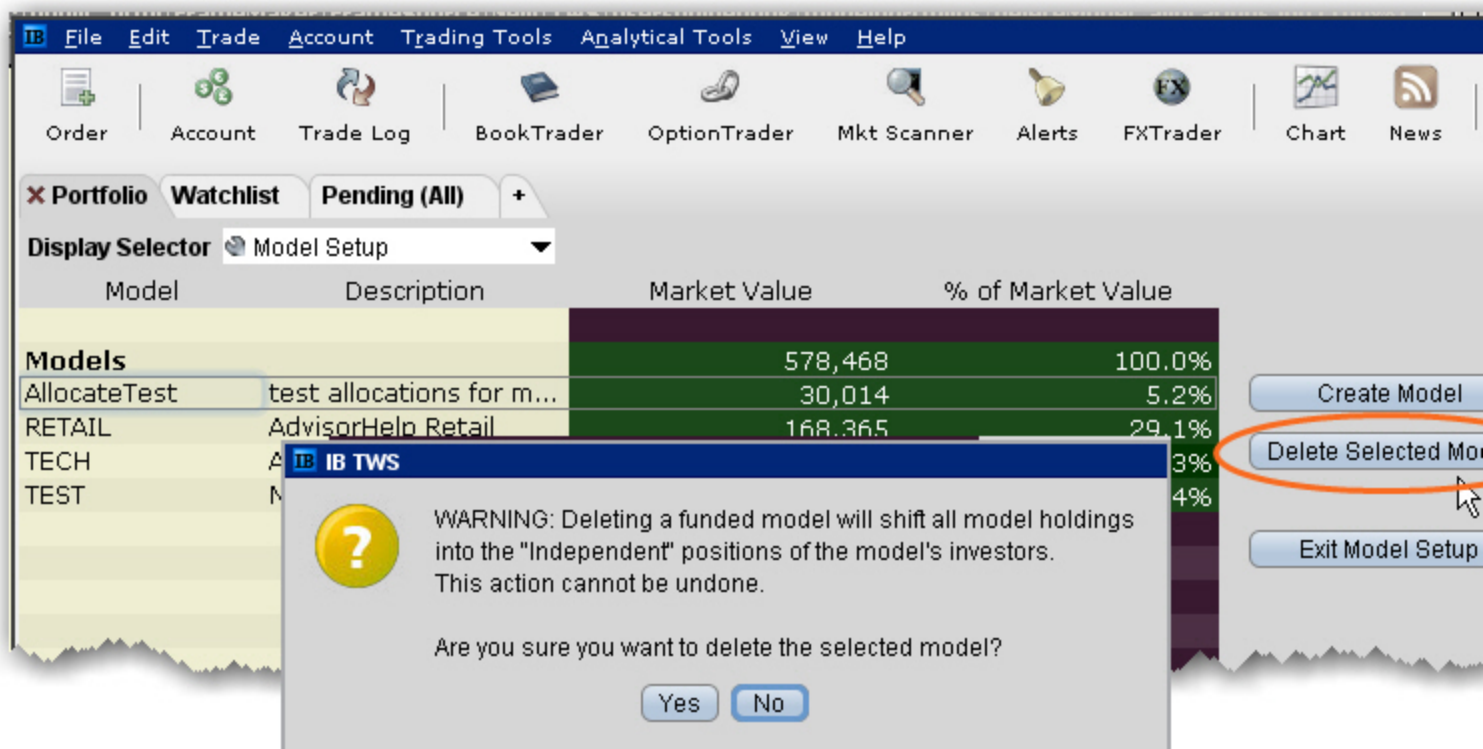 IB File Edit Trade Account Trading Tools Analytical Tools View Help
Order Account Trade Log BookTrader OptionTrader Mkt Scanner Alerts FX FXTrader Chart News
Portfolio Watchlist Pending (All) +
Display Selector Model Setup
Model Description Market Value % of Market Value
Models 578,468 100.0%
AllocateTest test allocations for m... 30,014 5.2% Create Model
RETAIL AdvisorHelp Retail 168,365 29.1%
TECH A 3% Delete Selected Mod
TEST N 4%
Exit Model Setup
IB IB TWS
WARNING: Deleting a funded model will shift all model holdings
into the "Independent" positions of the model's investors.
This action cannot be undone.
Are you sure you want to delete the selected model?
Yes No